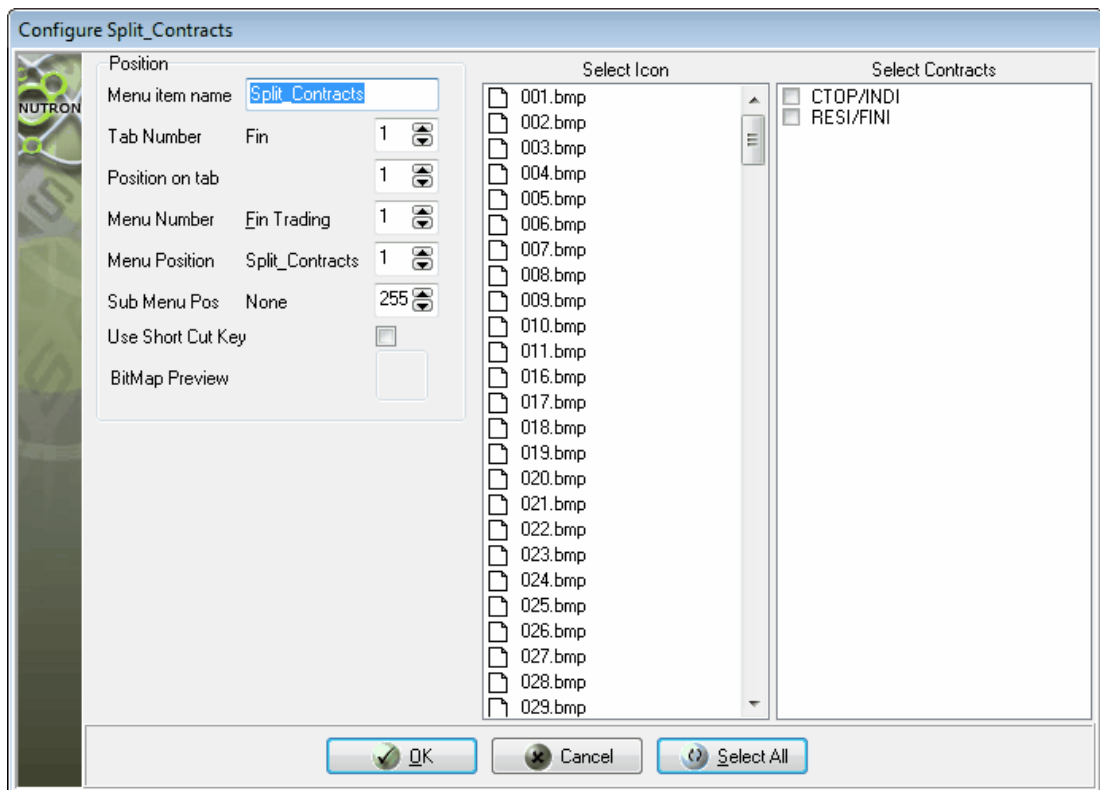 Configure Split_Contracts
NUTRON
Position
Menu item name Split_Contracts
Tab Number Fin 1
Position on tab 1
Menu Number Fin Trading 1
Menu Position Split_Contracts 1
Sub Menu Pos None 255
Use Short Cut Key
BitMap Preview
Select Icon
001.bmp
002.bmp
003.bmp
004.bmp
005.bmp
006.bmp
007.bmp
008.bmp
009.bmp
010.bmp
011.bmp
016.bmp
017.bmp
018.bmp
019.bmp
020.bmp
021.bmp
022.bmp
023.bmp
024.bmp
025.bmp
026.bmp
027.bmp
028.bmp
029.bmp
Select Contracts
CTOP/INDI
RESI/FINI
OK
Cancel
Select All